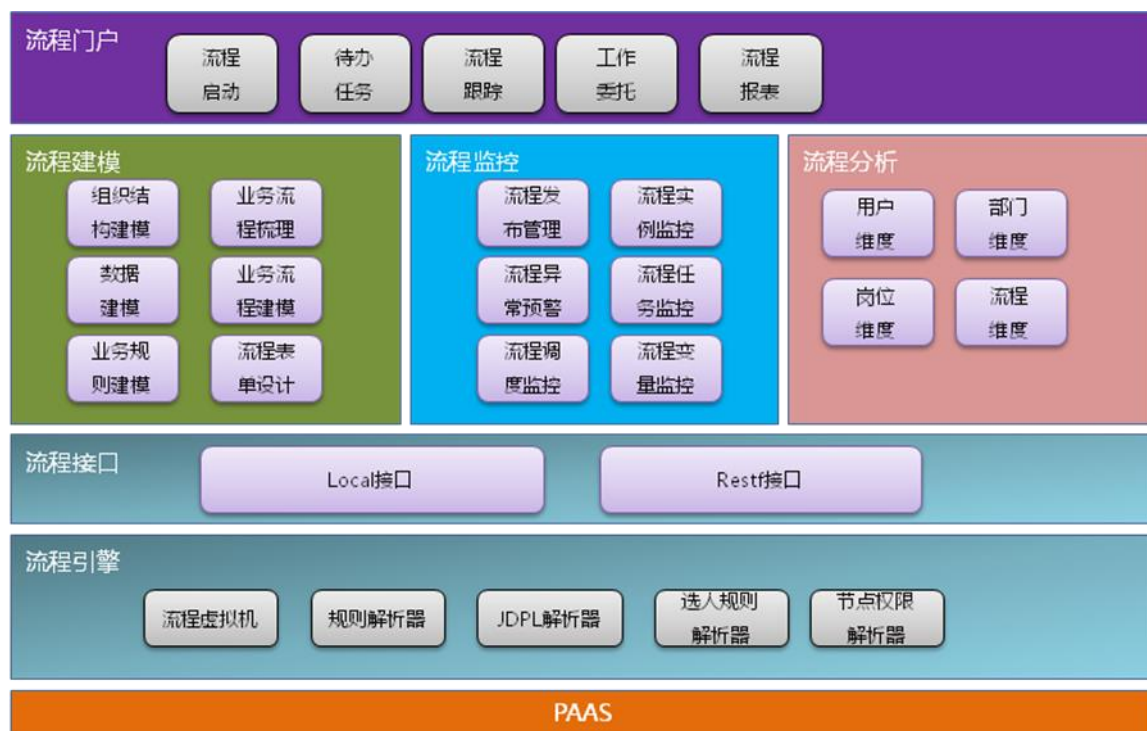 流程门户
流程
启动
待办
任务
流程
跟踪
工作
委托
流程
报表
流程建模
组织结
构建模
业务流
程梳理
数据
建模
业务流
程建模
业务规
则建模
流程表
单设计
流程监控
流程发
布管理
流程实
例监控
流程异
常预警
流程任
务监控
流程调
度监控
流程变
量监控
流程分析
用户
维度
部门
维度
岗位
维度
流程
维度
流程接口
Local接口
Restf接口
流程引擎
流程虚拟机
规则解析器
JDPL解析器
选人规则
解析器
节点权限
解析器
PAAS